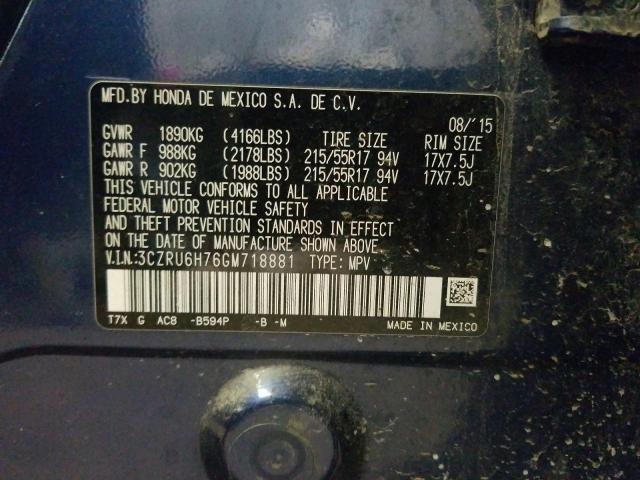 MFD.BY HONDA DE MEXICO S.A. DE C.V.
08/'15
GVWR 1890KG (4166LBS) TIRE SIZE RIM SIZE
GAWR F 988KG (2178LBS) 215/55R17 94V 17X7.5J
GAWR R 902KG (1988LBS) 215/55R17 94V 17X7.5J
THIS VEHICLE CONFORMS TO ALL APPLICABLE
FEDERAL MOTOR VEHICLE SAFETY
AND THEFT PREVENTION STANDARDS IN EFFECT
ON THE DATE OF MANUFACTURE SHOWN ABOVE.
V.I.N.:3CZRU6H76GM718881 TYPE: MPV
T7X G AC8 -B594P -B -M MADE IN MEXICO